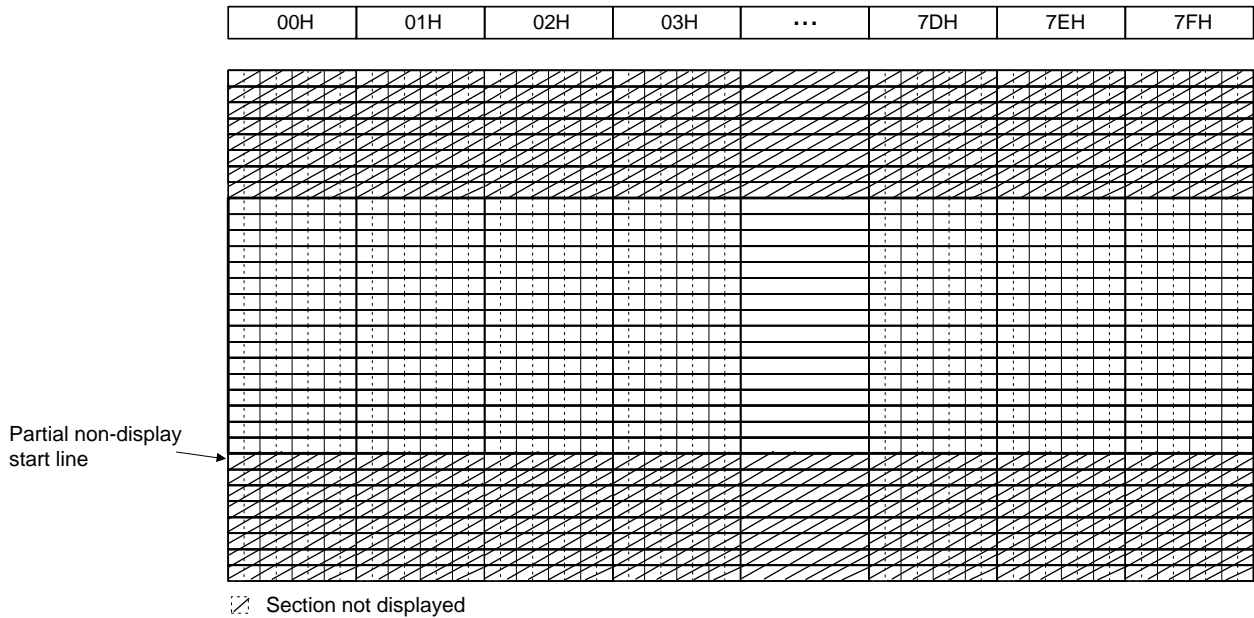 00H 01H 02H 03H ... 7DH 7EH 7FH
Partial non-display
start line
Section not displayed